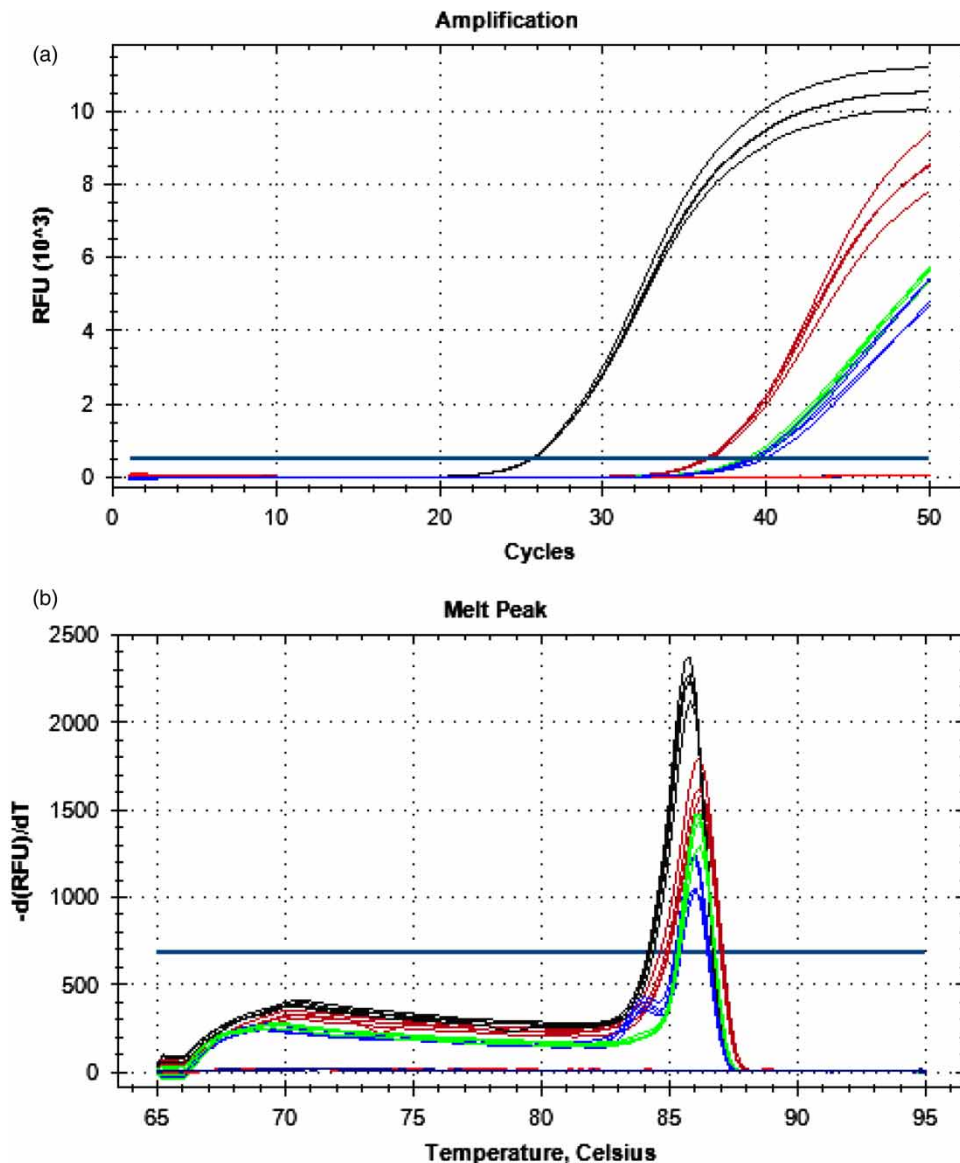 Amplification
(a)
10
8
6
4
2
0
RFU (10^3)
0 10 20 30 40 50
Cycles
(b)
Melt Peak
2500
2000
1500
1000
500
0
-d(RFU)/dT
65 70 75 80 85 90 95
Temperature, Celsius